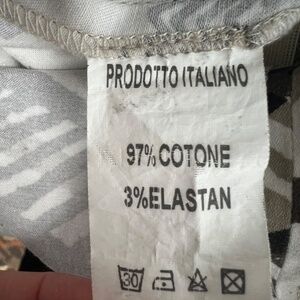 PRODOTTO ITALIANO
97% COTONE
3% ELASTAN
30